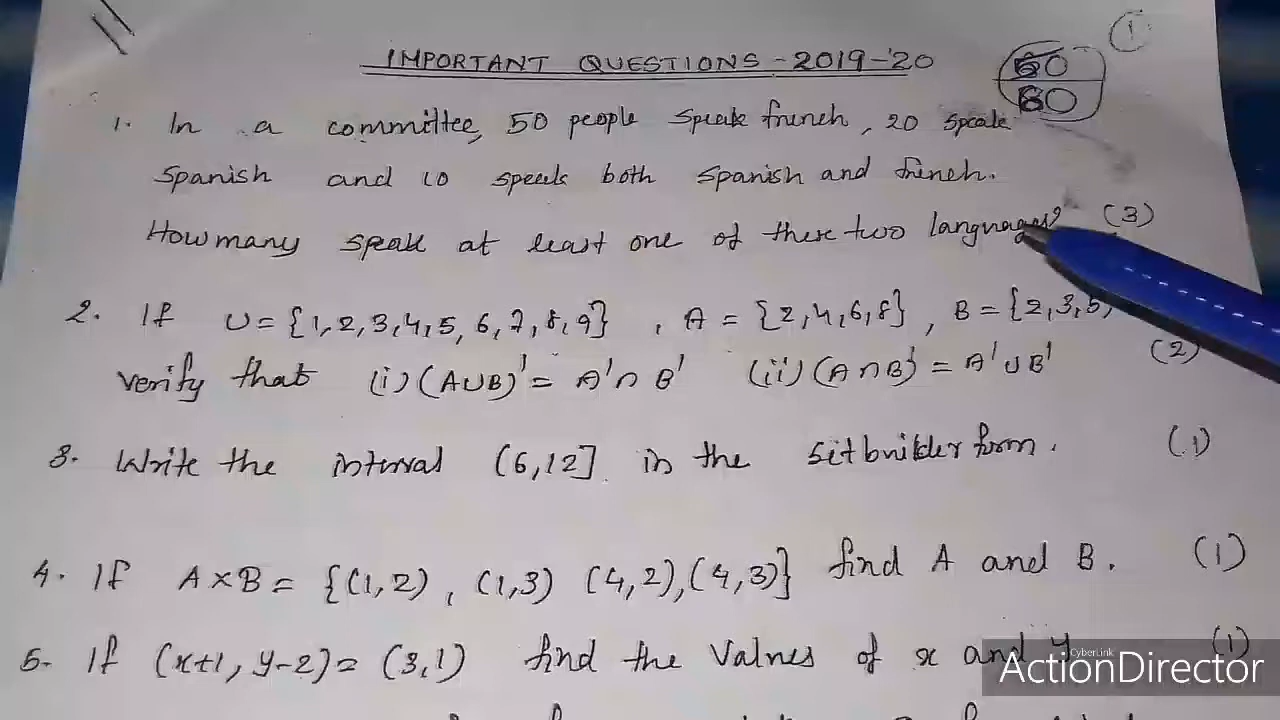 1
IMPORTANT QUESTIONS - 2019-'20
60
80
1. In a committee, 50 people speak french, 20 speak
spanish and 10 speak both spanish and french.
How many speak at least one of these two languages? (3)
2. If U = {1,2,3,4,5,6,7,8,9} , A = {2,4,6,8} , B = {2,3,5,
verify that (i) (A∪B)' = A'∩B' (ii) (A∩B)' = A'∪B' (2)
3. Write the interval (6,12] in the setbuilder form. (1)
4. If A×B = {(1,2), (1,3) (4,2),(4,3)} find A and B. (1)
5. If (x+1, y-2) = (3,1) find the values of x and y (1)
CyberLink
ActionDirector